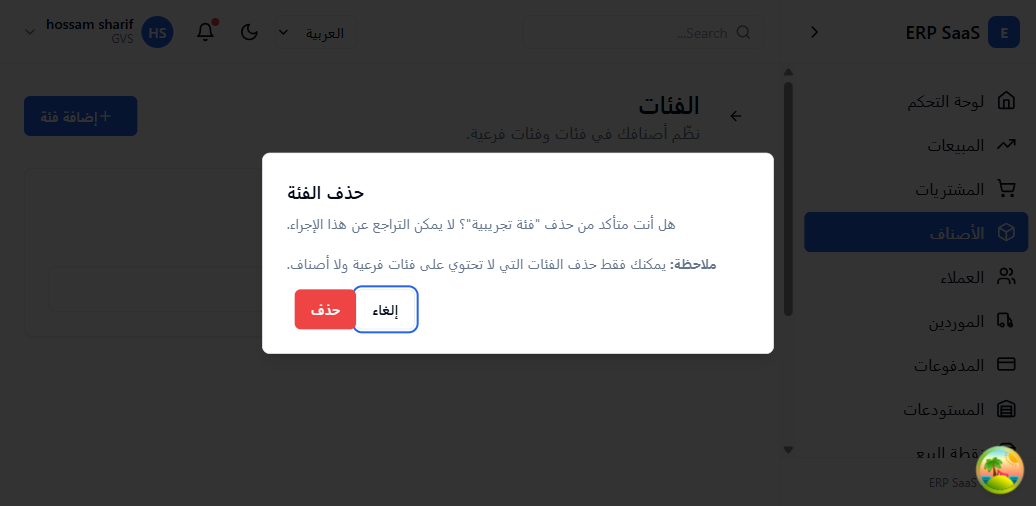 E
ERP SaaS
Search...
العربية
HS
hossam sharif
GVS
لوحة التحكم
المبيعات
المشتريات
الأصناف
العملاء
الموردين
المدفوعات
المستودعات
نقطة البيع
ERP SaaS
الفئات
نظّم أصنافك في فئات وفئات فرعية.
إضافة فئة
حذف الفئة
هل أنت متأكد من حذف "فئة تجريبية"؟ لا يمكن التراجع عن هذا الإجراء.
ملاحظة: يمكنك فقط حذف الفئات التي لا تحتوي على فئات فرعية ولا أصناف.
إلغاء
حذف